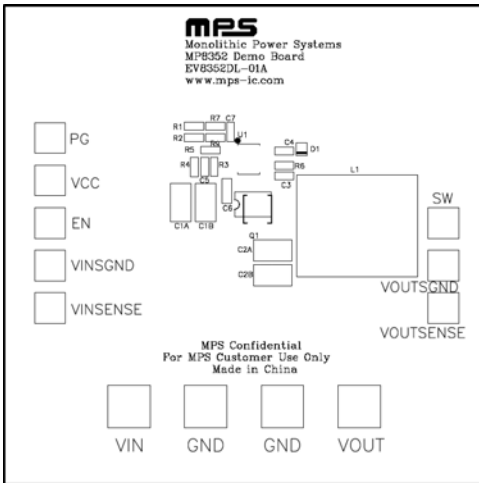 mps
Monolithic Power Systems
MP8352 Demo Board
EV8352DL-01A
www.mps-ic.com
PG
VCC
EN
VINSGND
VINSENSE
R1 R7 C7
R2 U1
R5
R4 C5 R3
C4 D1
R6
C3
C6
C1A C1B
Q1
C2A
C2B
L1
SW
VOUTSGND
VOUTSENSE
MPS Confidential
For MPS Customer Use Only
Made in China
VIN GND GND VOUT